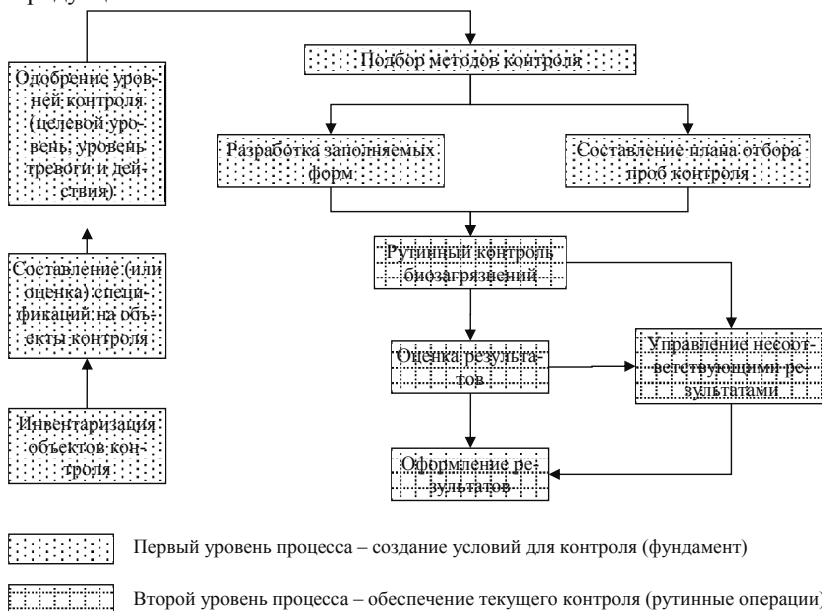 Подбор методов контроля
Одобрение уров-
ней контроля
(целевой уро-
вень, уровень
тревоги и дей-
ствия)
Разработка заполняемых
форм
Составление плана отбора
проб контроля
Рутинный контроль
биозагрязнений
Составление (или
оценка) специ-
фикаций на объ-
екты контроля
Оценка результа-
тов
Управление несоот-
ветствующими ре-
зультатами
Инвентаризация
объектов кон-
троля
Оформление ре-
зультатов
Первый уровень процесса – создание условий для контроля (фундамент)
Второй уровень процесса – обеспечение текущего контроля (рутинные операции)